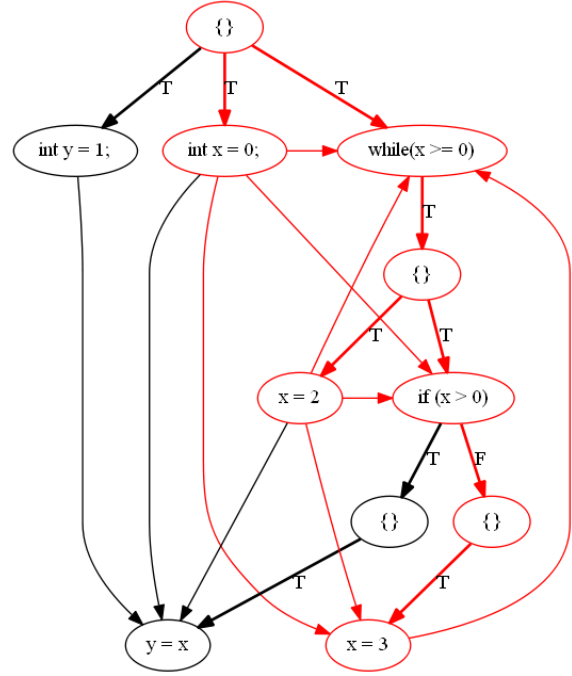 {}
T
T
T
int y = 1;
int x = 0;
while(x >= 0)
T
{}
T
T
x = 2
if (x > 0)
T
F
{}
{}
T
T
y = x
x = 3